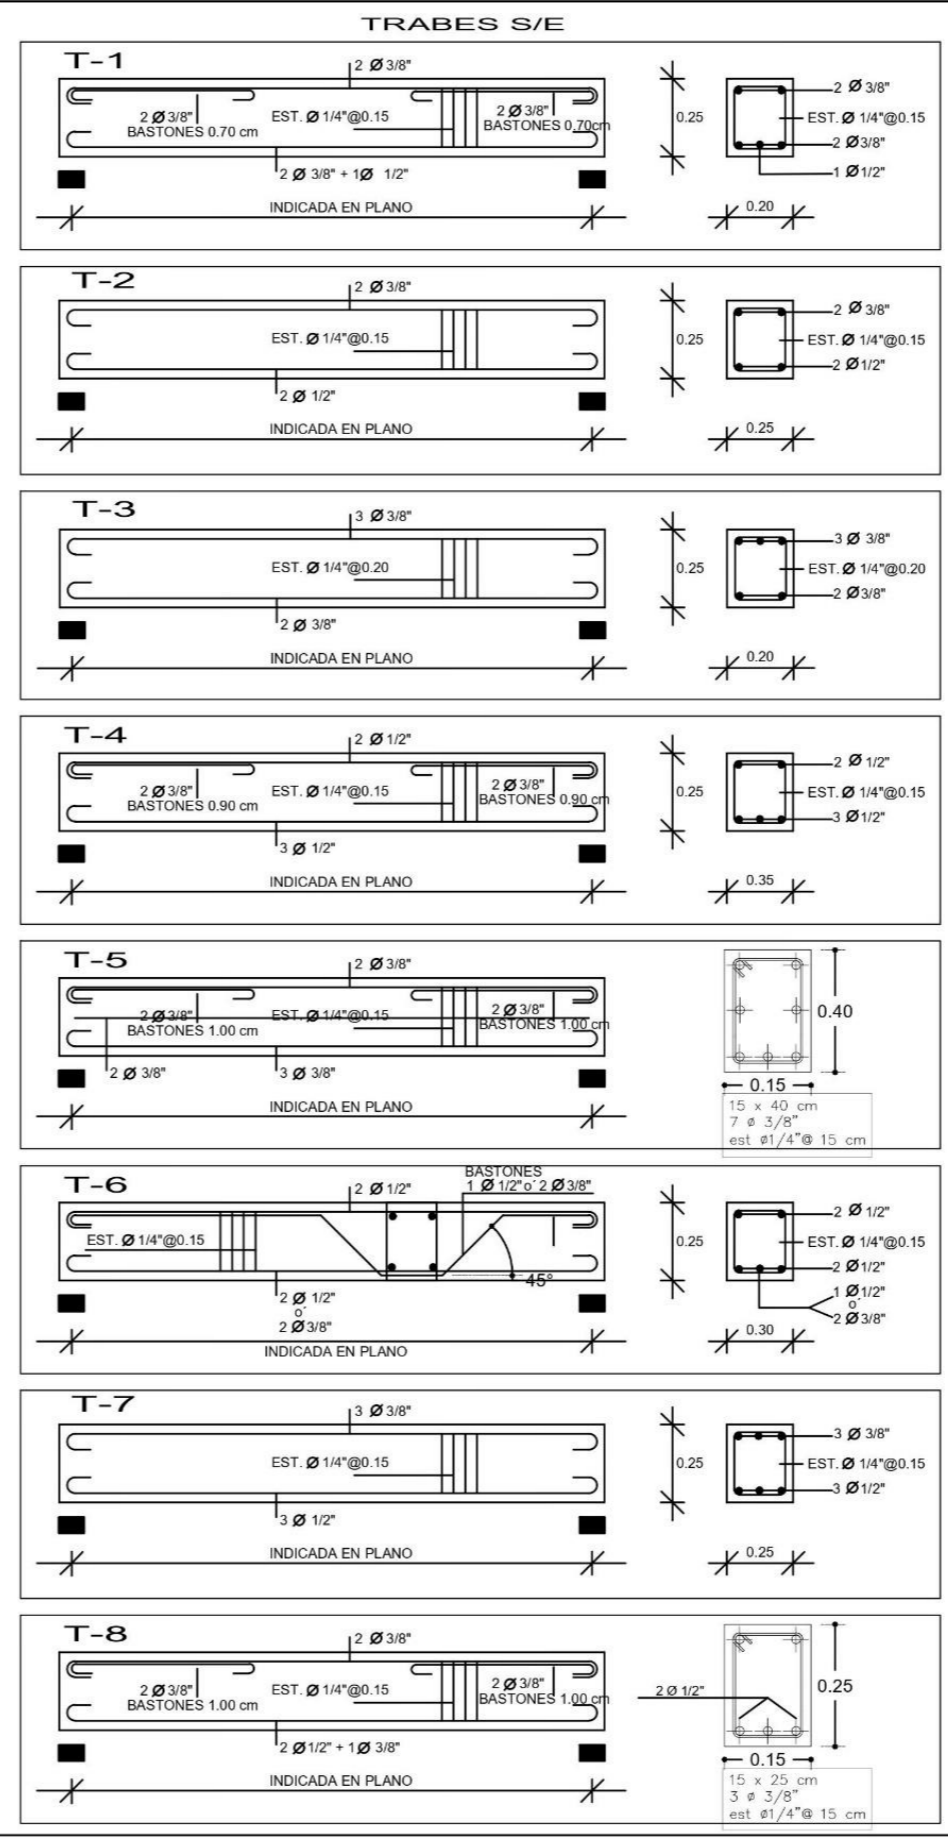 TRABES S/E
T-1
2 Ø 3/8"
2 Ø 3/8"
BASTONES 0.70 cm
EST. Ø 1/4"@0.15
2 Ø 3/8"
BASTONES 0.70cm
2 Ø 3/8" + 1Ø 1/2"
INDICADA EN PLANO
0.25
2 Ø 3/8"
EST. Ø 1/4"@0.15
2 Ø3/8"
1 Ø1/2"
0.20
T-2
2 Ø 3/8"
EST. Ø 1/4"@0.15
2 Ø 1/2"
INDICADA EN PLANO
0.25
2 Ø 3/8"
EST. Ø 1/4"@0.15
2 Ø1/2"
0.25
T-3
3 Ø 3/8"
EST. Ø 1/4"@0.20
2 Ø 3/8"
INDICADA EN PLANO
0.25
3 Ø 3/8"
EST. Ø 1/4"@0.20
2 Ø3/8"
0.20
T-4
2 Ø 1/2"
2 Ø 3/8"
BASTONES 0.90 cm
EST. Ø 1/4"@0.15
2 Ø 3/8"
BASTONES 0.90 cm
3 Ø 1/2"
INDICADA EN PLANO
0.25
2 Ø 1/2"
EST. Ø 1/4"@0.15
3 Ø1/2"
0.35
T-5
2 Ø 3/8"
2 Ø 3/8"
BASTONES 1.00 cm
EST. Ø 1/4"@0.15
2 Ø 3/8"
BASTONES 1.00 cm
2 Ø 3/8"
3 Ø 3/8"
INDICADA EN PLANO
0.40
0.15
15 x 40 cm
7 ø 3/8"
est ø1/4"@ 15 cm
T-6
2 Ø 1/2"
BASTONES
1 Ø 1/2"o´ 2 Ø 3/8"
EST. Ø 1/4"@0.15
45°
2 Ø 1/2"
o´
2 Ø 3/8"
INDICADA EN PLANO
0.25
2 Ø 1/2"
EST. Ø 1/4"@0.15
2 Ø1/2"
1 Ø1/2"
o´
2 Ø3/8"
0.30
T-7
3 Ø 3/8"
EST. Ø 1/4"@0.15
3 Ø 1/2"
INDICADA EN PLANO
0.25
3 Ø 3/8"
EST. Ø 1/4"@0.15
3 Ø1/2"
0.25
T-8
2 Ø 3/8"
2 Ø 3/8"
BASTONES 1.00 cm
EST. Ø 1/4"@0.15
2 Ø 3/8"
BASTONES 1.00 cm
2 Ø1/2" + 1Ø 3/8"
INDICADA EN PLANO
2 Ø 1/2"
0.25
0.15
15 x 25 cm
3 ø 3/8"
est ø1/4"@ 15 cm